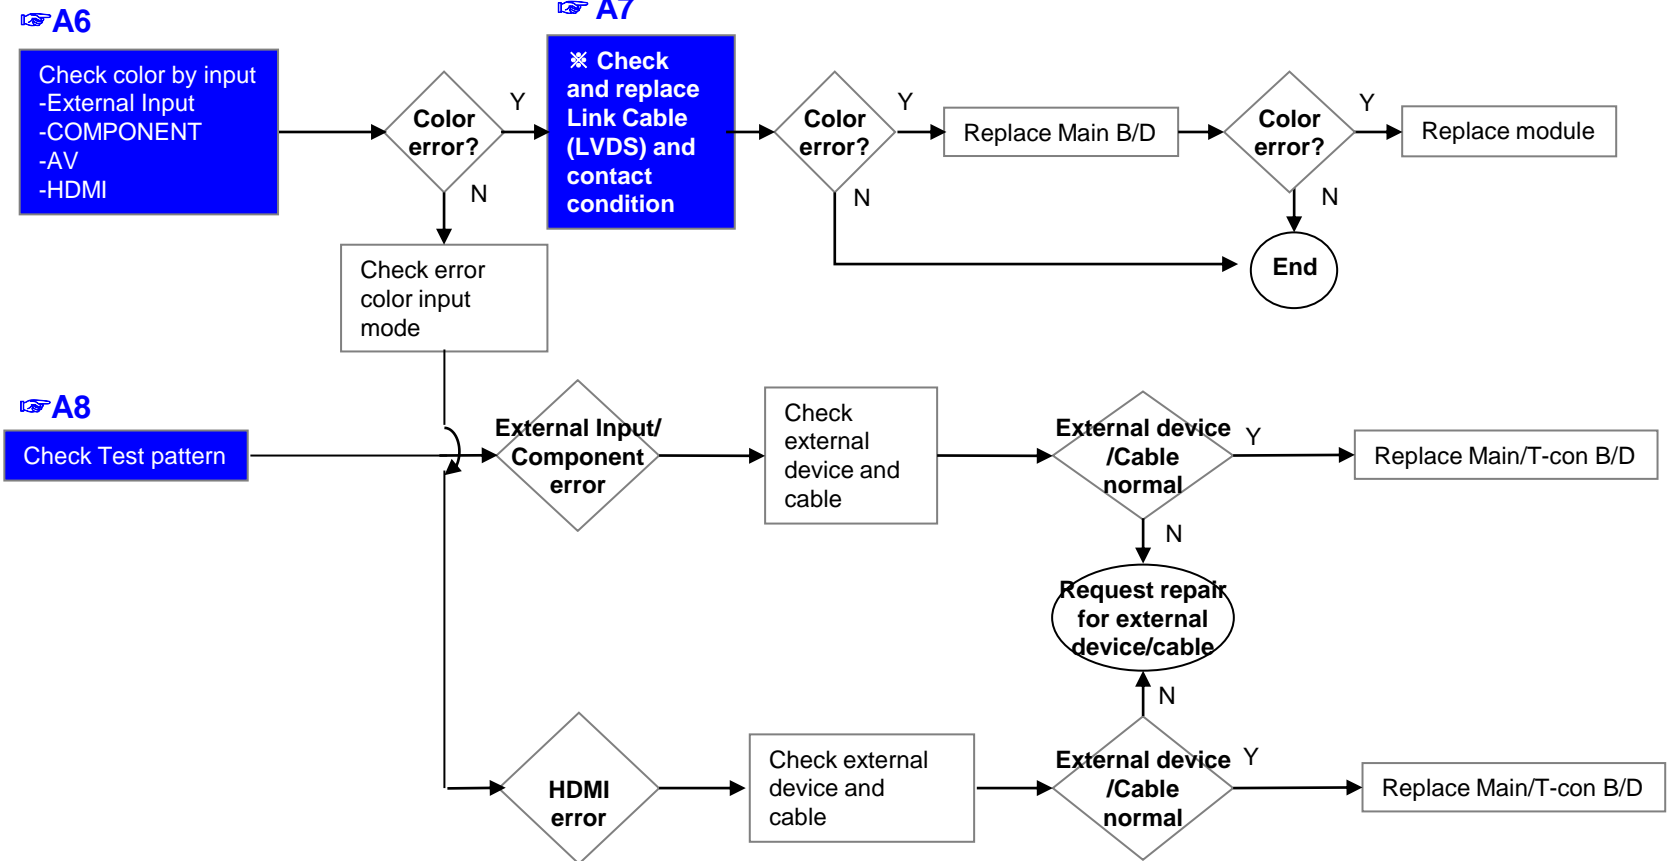 ☞A6
☞ A7
Check color by input
-External Input
-COMPONENT
-AV
-HDMI
Color
error?
Y
N
※ Check
and replace
Link Cable
(LVDS) and
contact
condition
Color
error?
Y
N
Replace Main B/D
Color
error?
Y
N
Replace module
End
Check error
color input
mode
☞A8
Check Test pattern
External Input/
Component
error
Check
external
device and
cable
External device
/Cable
normal
Y
N
Replace Main/T-con B/D
Request repair
for external
device/cable
N
HDMI
error
Check external
device and
cable
External device
/Cable
normal
Y
Replace Main/T-con B/D